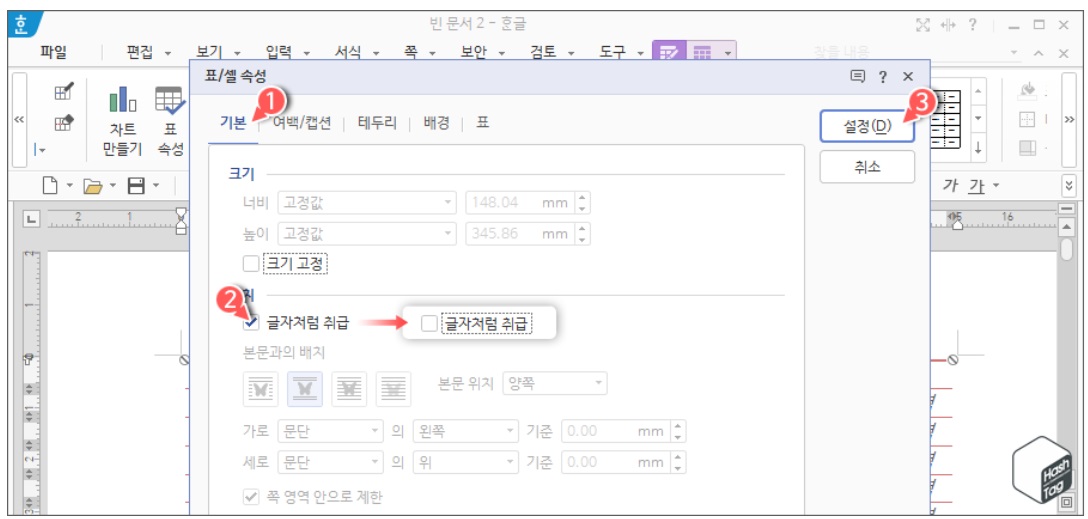 빈 문서 2 - 한글
파일 편집 보기 입력 서식 쪽 보안 검토 도구 찾을 내용
표/셀 속성
차트 만들기
표 속성
1
기본 여백/캡션 테두리 배경 표
3
설정(D)
취소
크기
너비 고정값 148.04 mm
높이 고정값 345.86 mm
크기 고정
2
글자처럼 취급 글자처럼 취급
본문과의 배치
본문 위치 양쪽
가로 문단 의 왼쪽 기준 0.00 mm
세로 문단 의 위 기준 0.00 mm
쪽 영역 안으로 제한
가 가
2 1 16
Hash
Tag